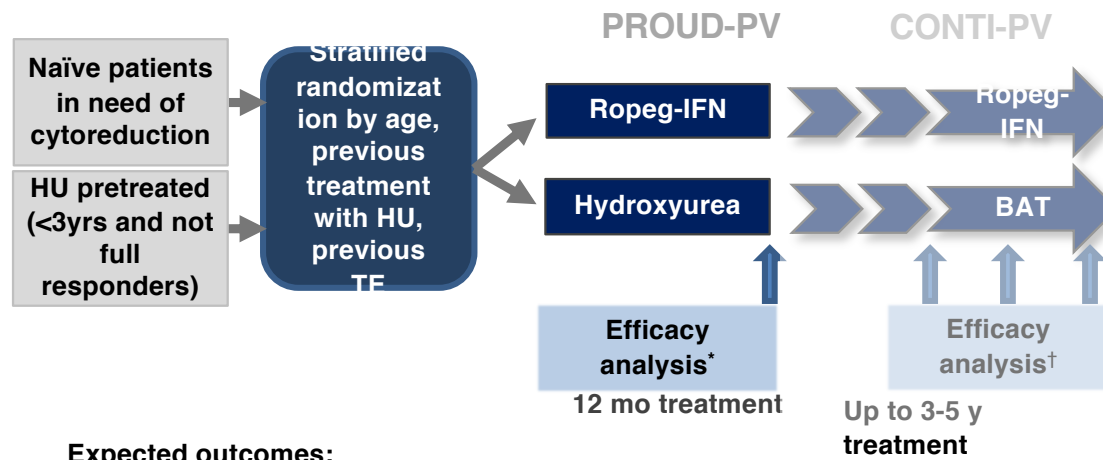 PROUD-PV
CONTI-PV
Naïve patients
in need of
cytoreduction
HU pretreated
(<3yrs and not
full
responders)
Stratified
randomizat
ion by age,
previous
treatment
with HU,
previous
TE
Ropeg-IFN
Hydroxyurea
Ropeg-
IFN
BAT
Efficacy
analysis*
12 mo treatment
Efficacy
analysis†
Up to 3-5 y
treatment
Expected outcomes: